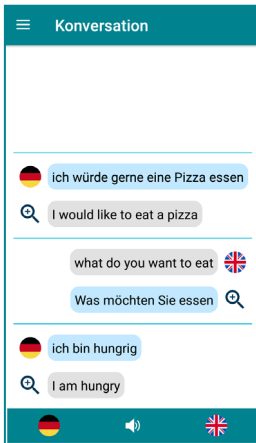 Konversation
ich würde gerne eine Pizza essen
I would like to eat a pizza
what do you want to eat
Was möchten Sie essen
ich bin hungrig
I am hungry